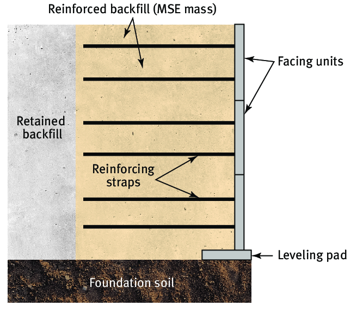 Reinforced backfill (MSE mass)
Facing units
Retained
backfill
Reinforcing
straps
Leveling pad
Foundation soil